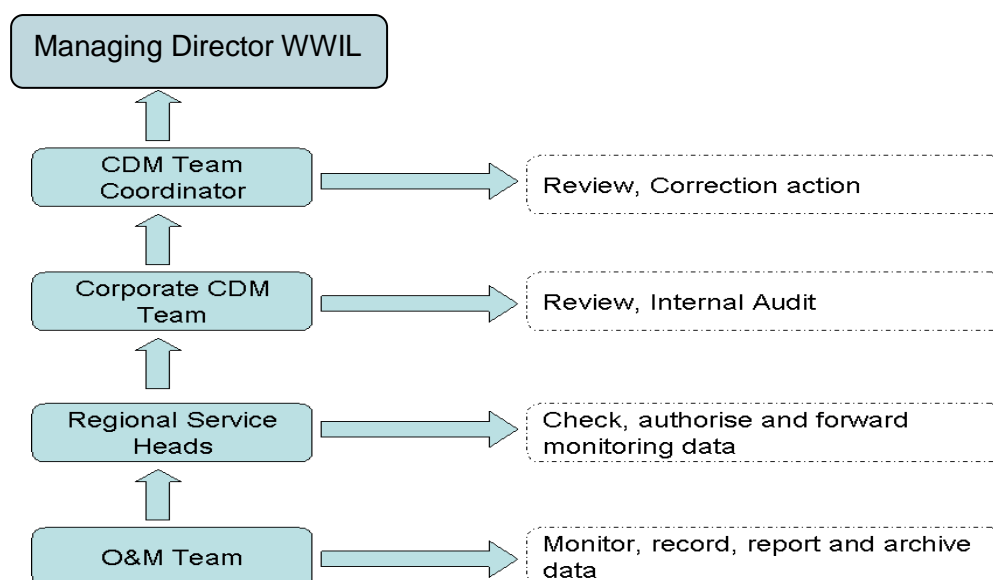 Managing Director WWIL
CDM Team
Coordinator
Review, Correction action
Corporate CDM
Team
Review, Internal Audit
Regional Service
Heads
Check, authorise and forward
monitoring data
O&M Team
Monitor, record, report and archive
data